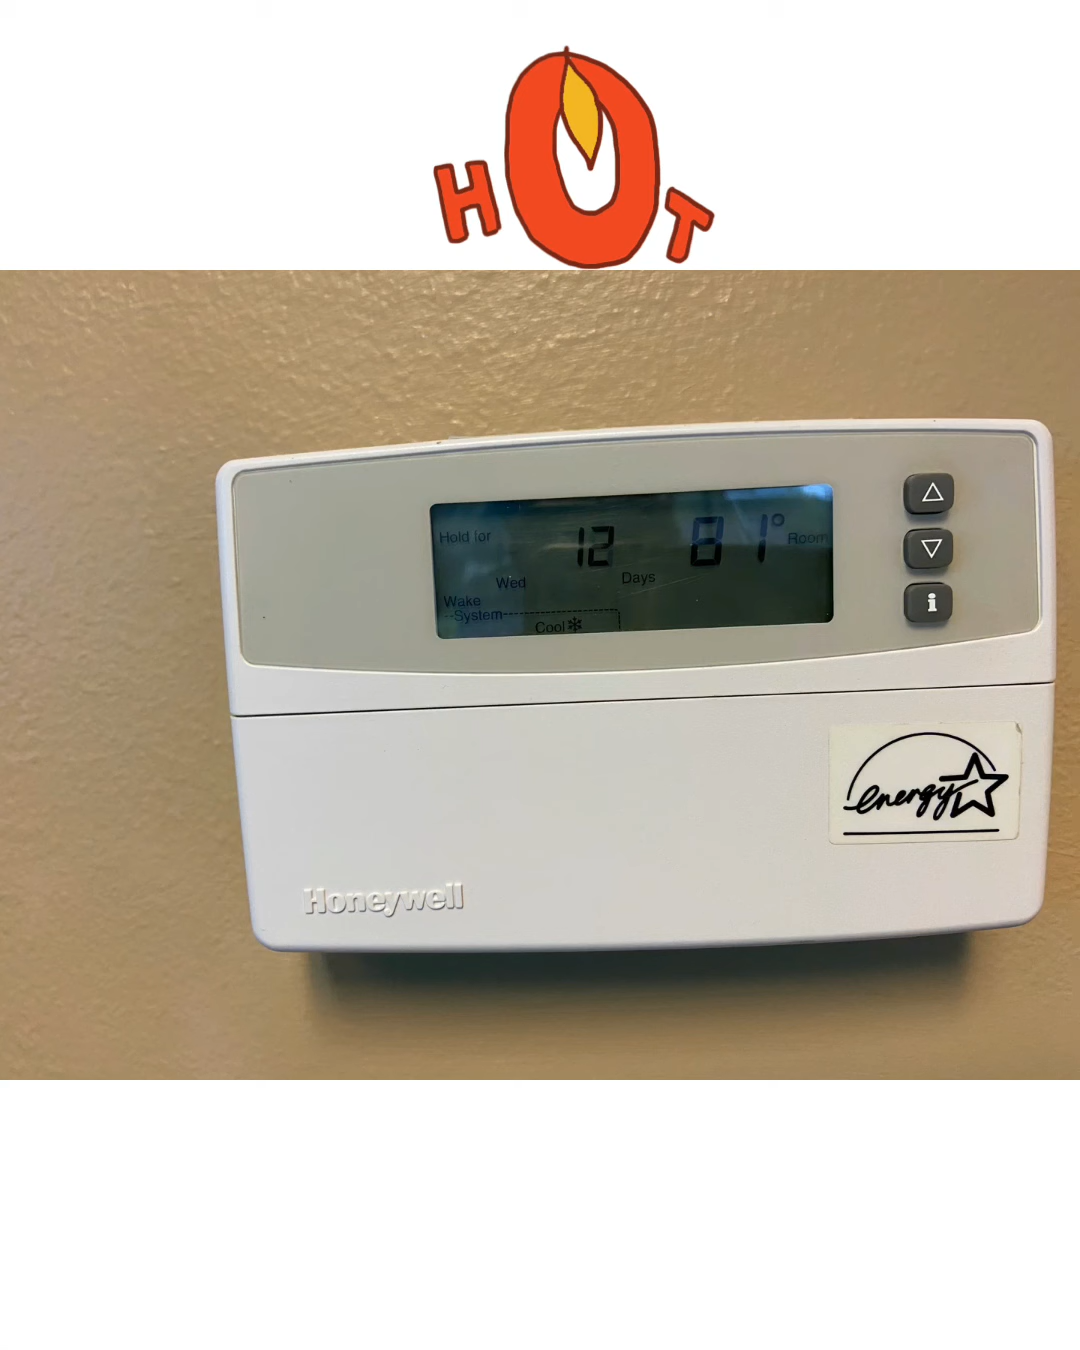 HOT
Hold for 12 81° Room
Wed Days
Wake
System
Cool
i
energy
Honeywell